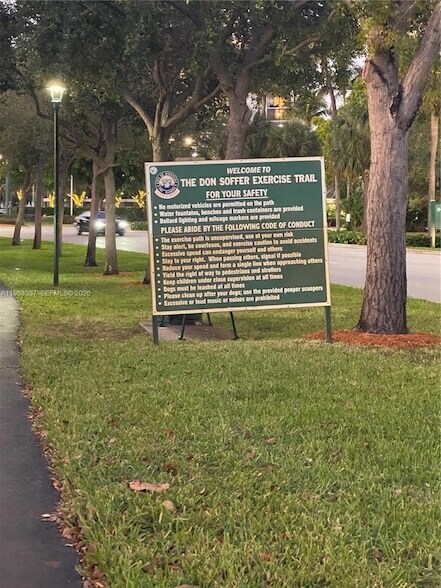 WELCOME TO
THE DON SOFFER EXERCISE TRAIL
FOR YOUR SAFETY
• No motorized vehicles are permitted on the path
• Water fountains, benches and trash containers are provided
• Bollard lighting and mileage markers are provided
PLEASE ABIDE BY THE FOLLOWING CODE OF CONDUCT
• The exercise path is unsupervised, use at your own risk
• Stay alert, be courteous, and exercise caution to avoid accidents
• Excessive speed can endanger yourself and others
• Stay to your right. When passing others, signal if possible
• Reduce your speed and form a single line when approaching others
• Yield the right of way to pedestrians and strollers
• Keep children under close supervision at all times
• Dogs must be leashed at all times
• Please clean up after your dogs, use the provided pooper scoopers
• Excessive or loud music or noises are prohibited
2026